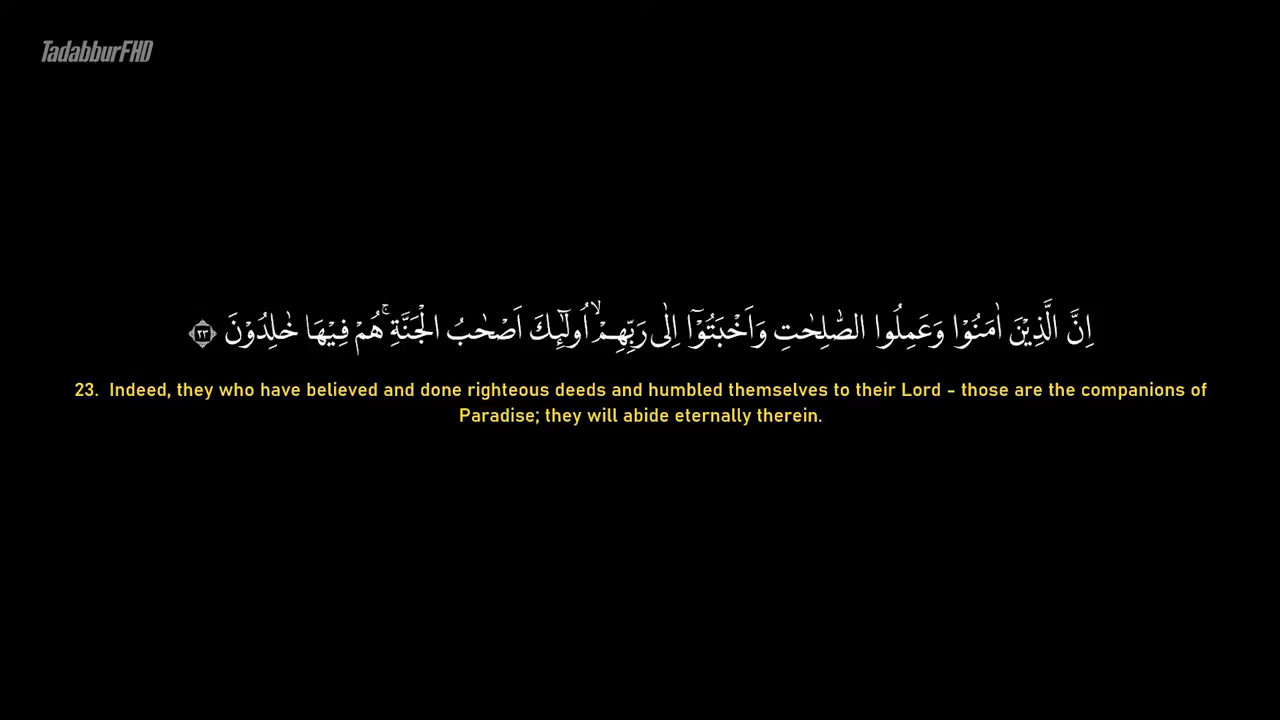 TadabburFHD
اِنَّ الَّذِيْنَ اٰمَنُوْا وَعَمِلُوا الصّٰلِحٰتِ وَاَخْبَتُوْٓا اِلٰى رَبِّهِمْۙ اُولٰۤىِٕكَ اَصْحٰبُ الْجَنَّةِۚ هُمْ فِيْهَا خٰلِدُوْنَ ٢٣
23. Indeed, they who have believed and done righteous deeds and humbled themselves to their Lord - those are the companions of
Paradise; they will abide eternally therein.